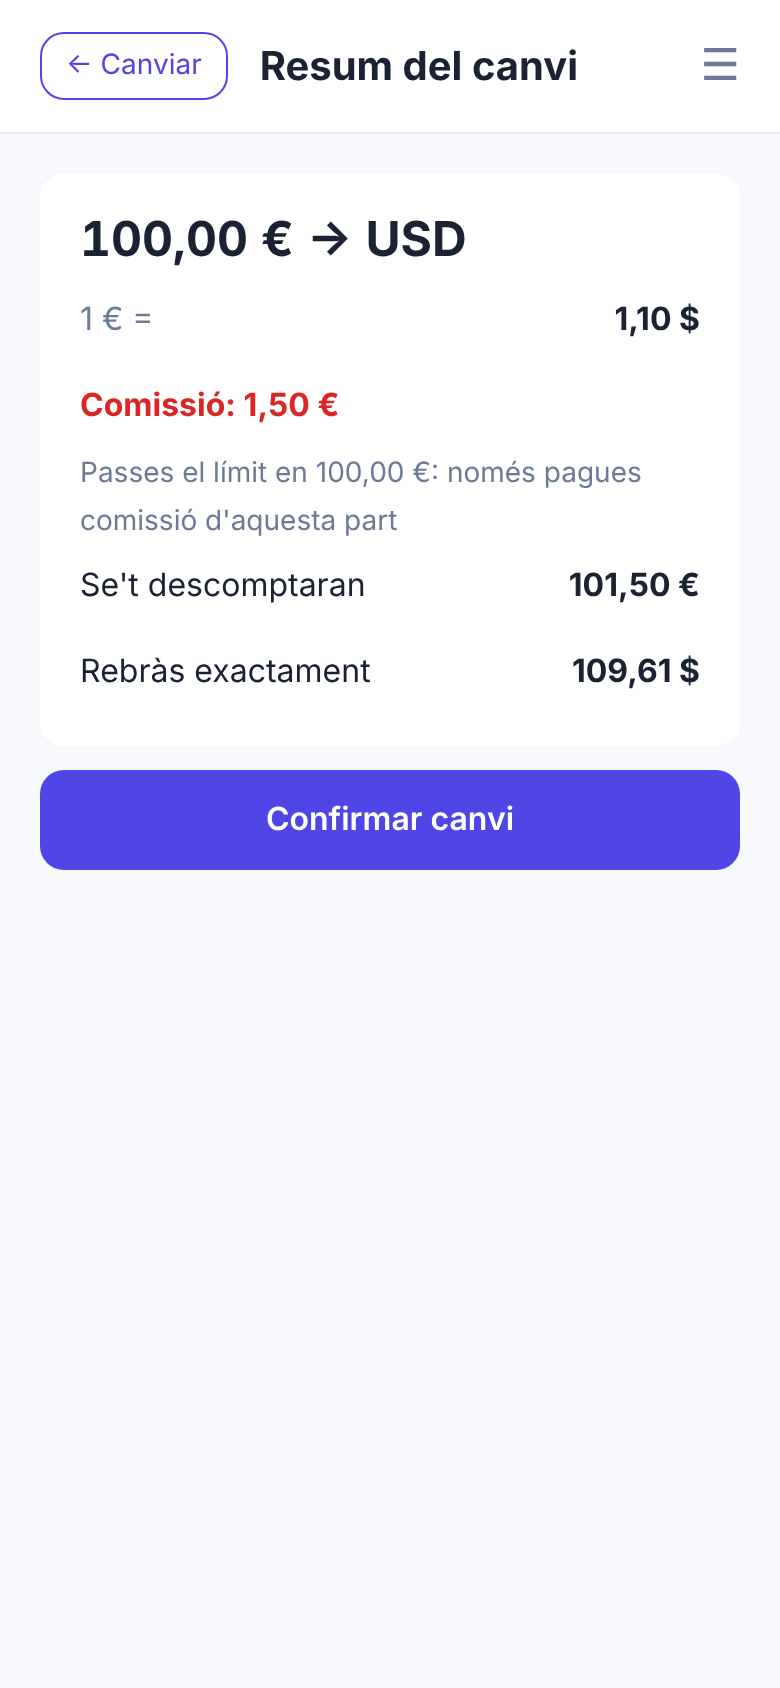 ← Canviar
Resum del canvi
☰
100,00 € → USD
1 € =
1,10 $
Comissió: 1,50 €
Passes el límit en 100,00 €: només pagues
comissió d'aquesta part
Se't descomptaran
101,50 €
Rebràs exactament
109,61 $
Confirmar canvi